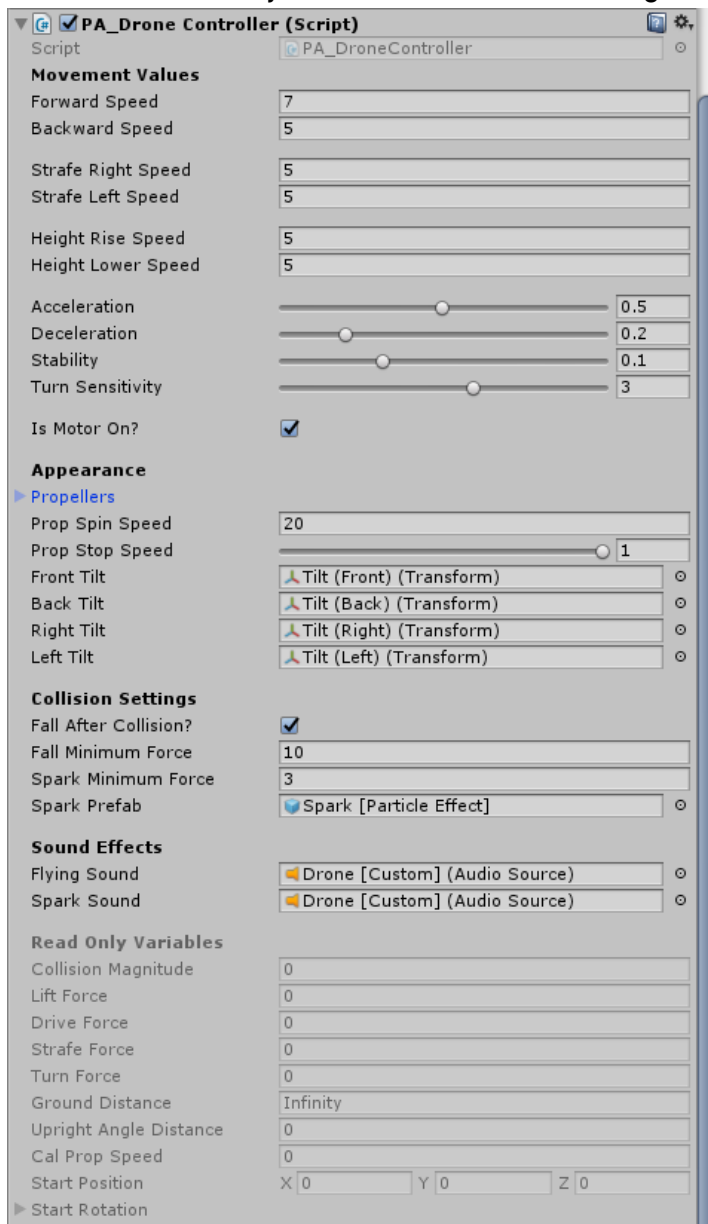 PA_Drone Controller (Script)
Script PA_DroneController
Movement Values
Forward Speed 7
Backward Speed 5
Strafe Right Speed 5
Strafe Left Speed 5
Height Rise Speed 5
Height Lower Speed 5
Acceleration 0.5
Deceleration 0.2
Stability 0.1
Turn Sensitivity 3
Is Motor On?
Appearance
Propellers
Prop Spin Speed 20
Prop Stop Speed 1
Front Tilt Tilt (Front) (Transform)
Back Tilt Tilt (Back) (Transform)
Right Tilt Tilt (Right) (Transform)
Left Tilt Tilt (Left) (Transform)
Collision Settings
Fall After Collision?
Fall Minimum Force 10
Spark Minimum Force 3
Spark Prefab Spark [Particle Effect]
Sound Effects
Flying Sound Drone [Custom] (Audio Source)
Spark Sound Drone [Custom] (Audio Source)
Read Only Variables
Collision Magnitude 0
Lift Force 0
Drive Force 0
Strafe Force 0
Turn Force 0
Ground Distance Infinity
Upright Angle Distance 0
Cal Prop Speed 0
Start Position X 0 Y 0 Z 0
Start Rotation